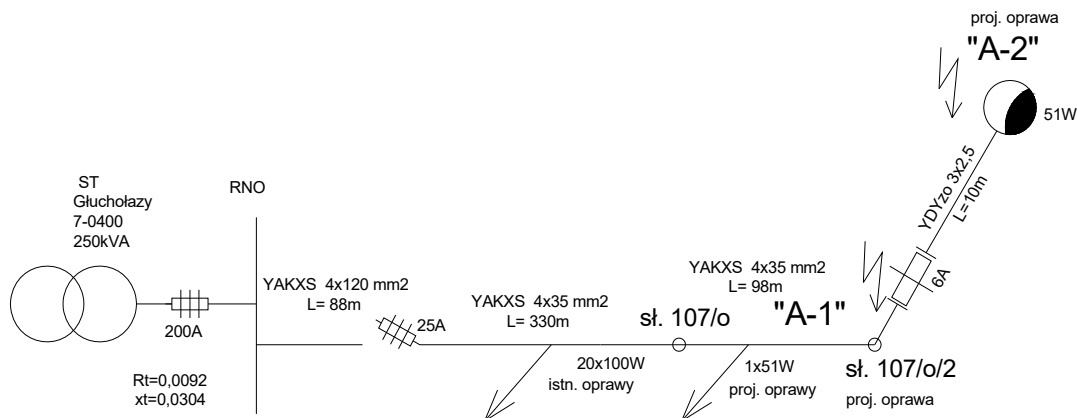 proj. oprawa
"A-2"
51W
YDYzo 3x2,5
L=10m
6A
ST
Głuchołazy
7-0400
250kVA
RNO
200A
Rt=0,0092
xt=0,0304
YAKXS 4x120 mm2
L= 88m
25A
YAKXS 4x35 mm2
L= 330m
20x100W
istn. oprawy
sł. 107/o
YAKXS 4x35 mm2
L= 98m
"A-1"
1x51W
proj. oprawy
sł. 107/o/2
proj. oprawa